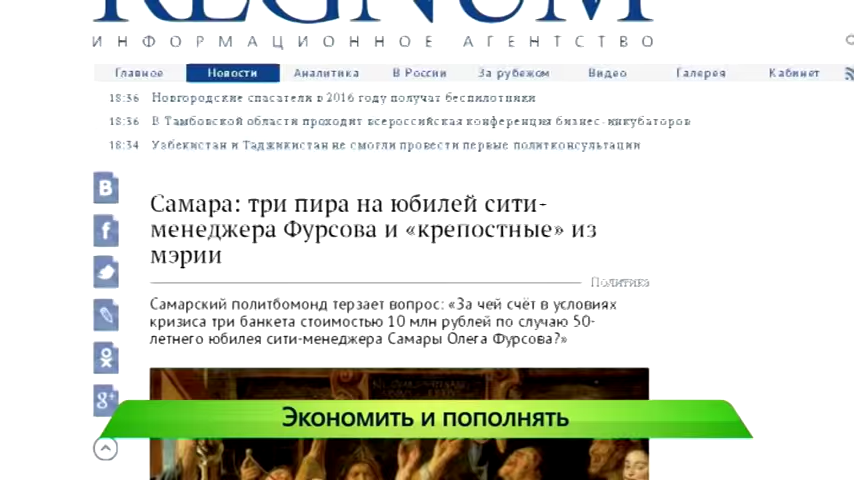 REGNUM
ИНФОРМАЦИОННОЕ АГЕНТСТВО
Главное Новости Аналитика В России За рубежом Видео Галерея Кабинет
18:36 Новгородские спасатели в 2016 году получат беспилотники
18:36 В Тамбовской области проходит всероссийская конференция бизнес-инкубаторов
18:34 Узбекистан и Таджикистан не смогли провести первые политконсультации
Самара: три пира на юбилей сити-
менеджера Фурсова и «крепостные» из
мэрии
Политика
Самарский политбомонд терзает вопрос: «За чей счёт в условиях
кризиса три банкета стоимостью 10 млн рублей по случаю 50-
летнего юбилея сити-менеджера Самары Олега Фурсова?»
Экономить и пополнять